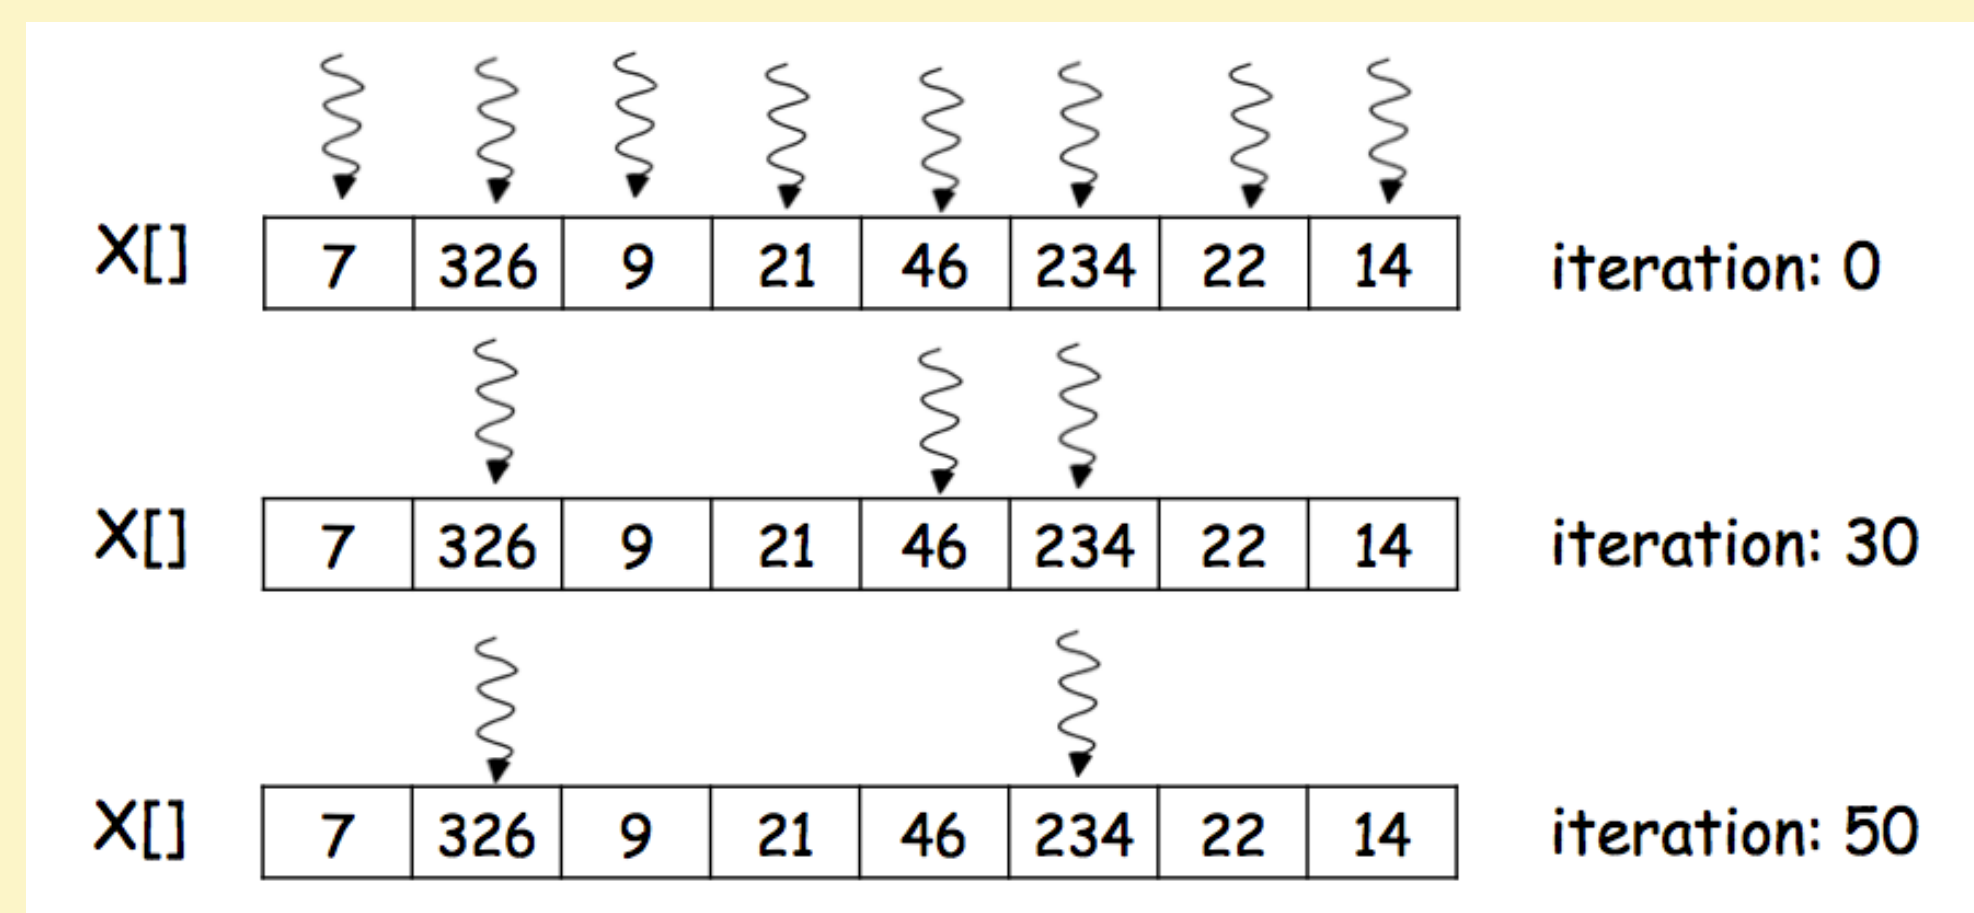 X[] 7 326 9 21 46 234 22 14 iteration: 0
X[] 7 326 9 21 46 234 22 14 iteration: 30
X[] 7 326 9 21 46 234 22 14 iteration: 50